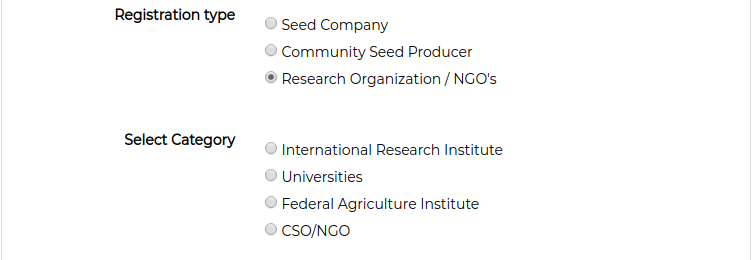 Registration type
Seed Company
Community Seed Producer
Research Organization / NGO's
Select Category
International Research Institute
Universities
Federal Agriculture Institute
CSO/NGO